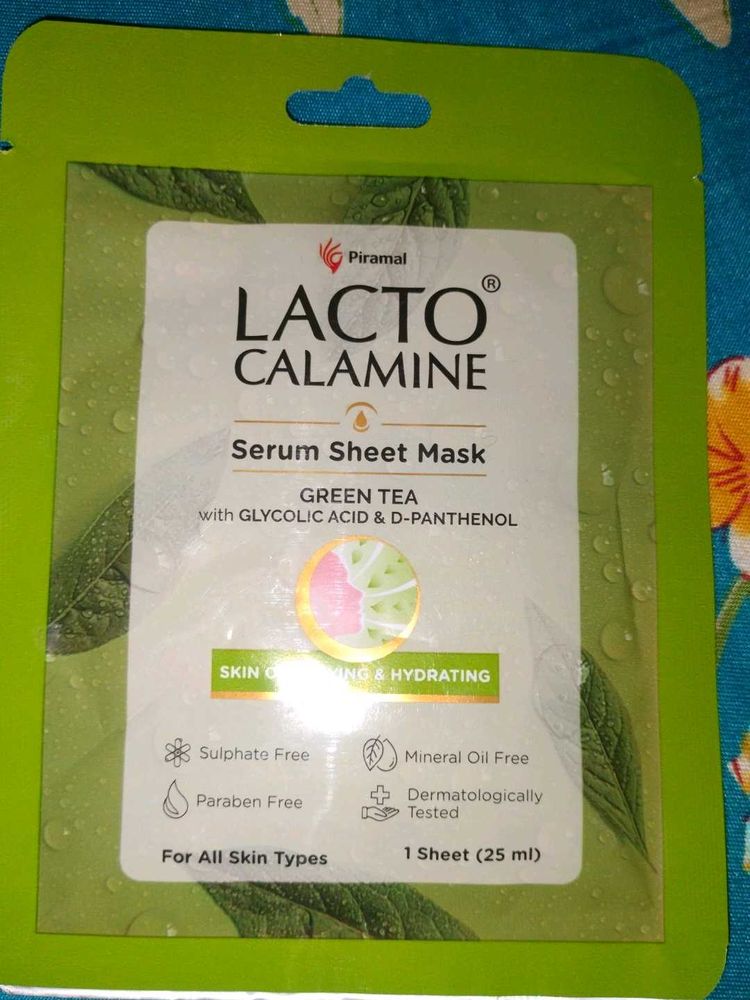 Piramal
LACTO®
CALAMINE
Serum Sheet Mask
GREEN TEA
with GLYCOLIC ACID & D-PANTHENOL
SKIN & HYDRATING
Sulphate Free
Mineral Oil Free
Paraben Free
Dermatologically
Tested
For All Skin Types
1 Sheet (25 ml)